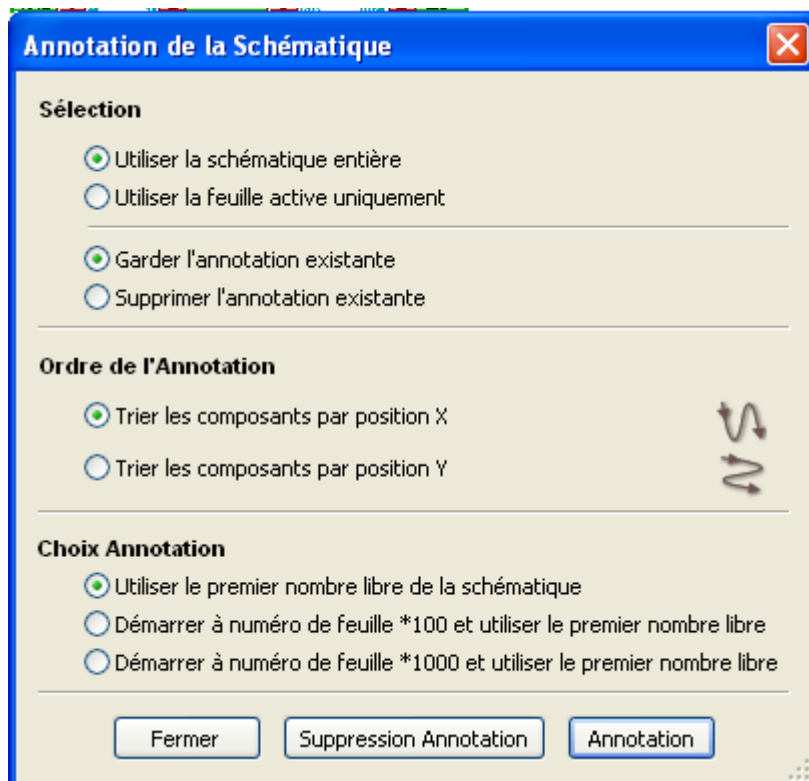 Annotation de la Schématique
Sélection
Utiliser la schématique entière
Utiliser la feuille active uniquement
Garder l'annotation existante
Supprimer l'annotation existante
Ordre de l'Annotation
Trier les composants par position X
Trier les composants par position Y
Choix Annotation
Utiliser le premier nombre libre de la schématique
Démarrer à numéro de feuille *100 et utiliser le premier nombre libre
Démarrer à numéro de feuille *1000 et utiliser le premier nombre libre
Fermer Suppression Annotation Annotation